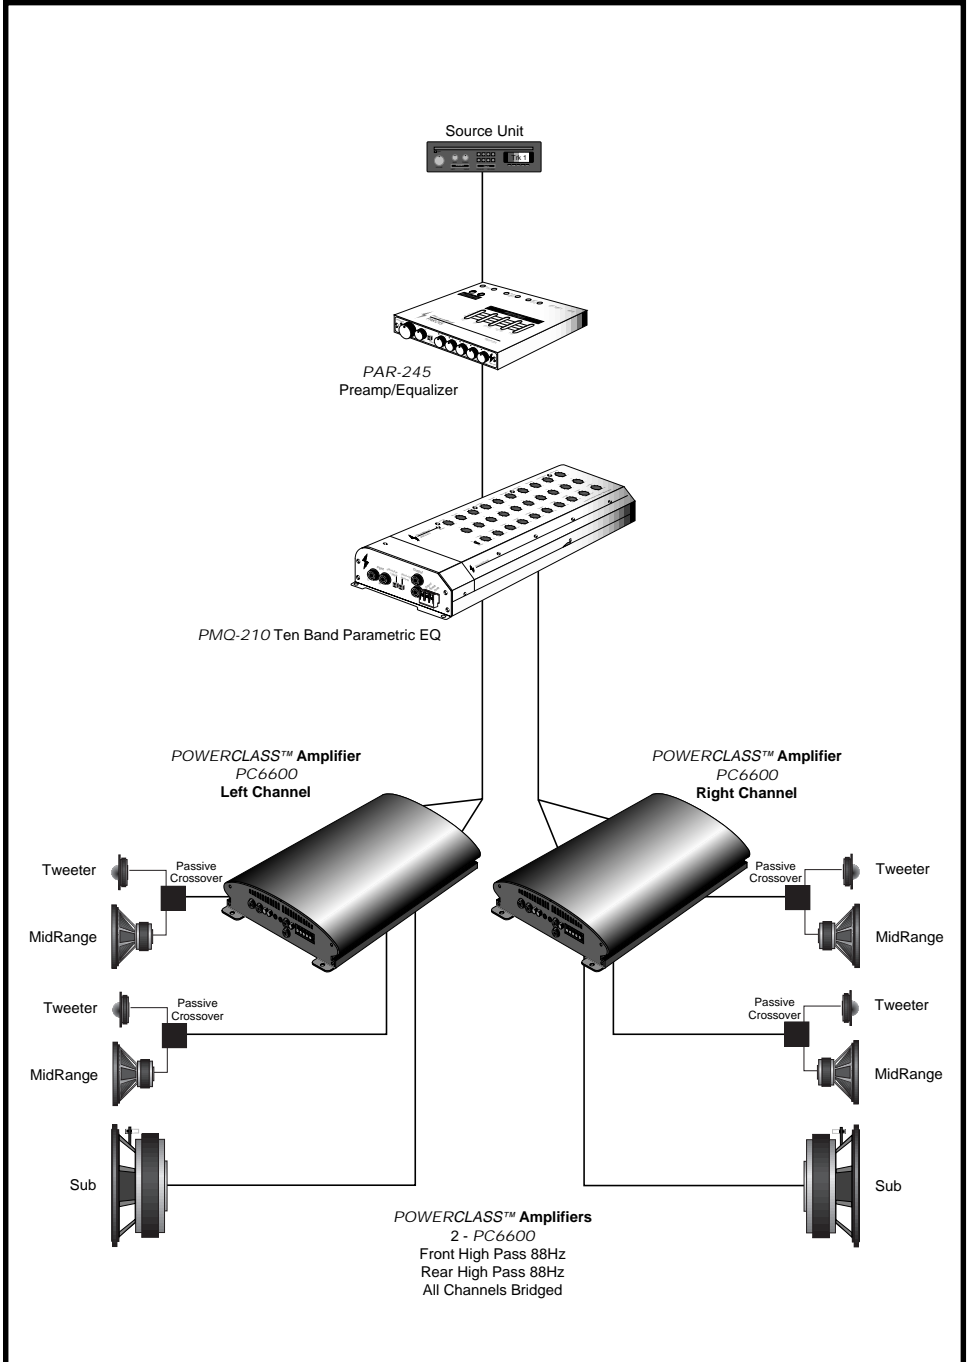 Source Unit
Trk 1
PAR-245
Preamp/Equalizer
PMQ-210 Ten Band Parametric EQ
POWERCLASS™ Amplifier
PC6600
Left Channel
POWERCLASS™ Amplifier
PC6600
Right Channel
Tweeter
Passive
Crossover
MidRange
Tweeter
Passive
Crossover
MidRange
Sub
Passive
Crossover
Tweeter
MidRange
Passive
Crossover
Tweeter
MidRange
Sub
POWERCLASS™ Amplifiers
2 - PC6600
Front High Pass 88Hz
Rear High Pass 88Hz
All Channels Bridged